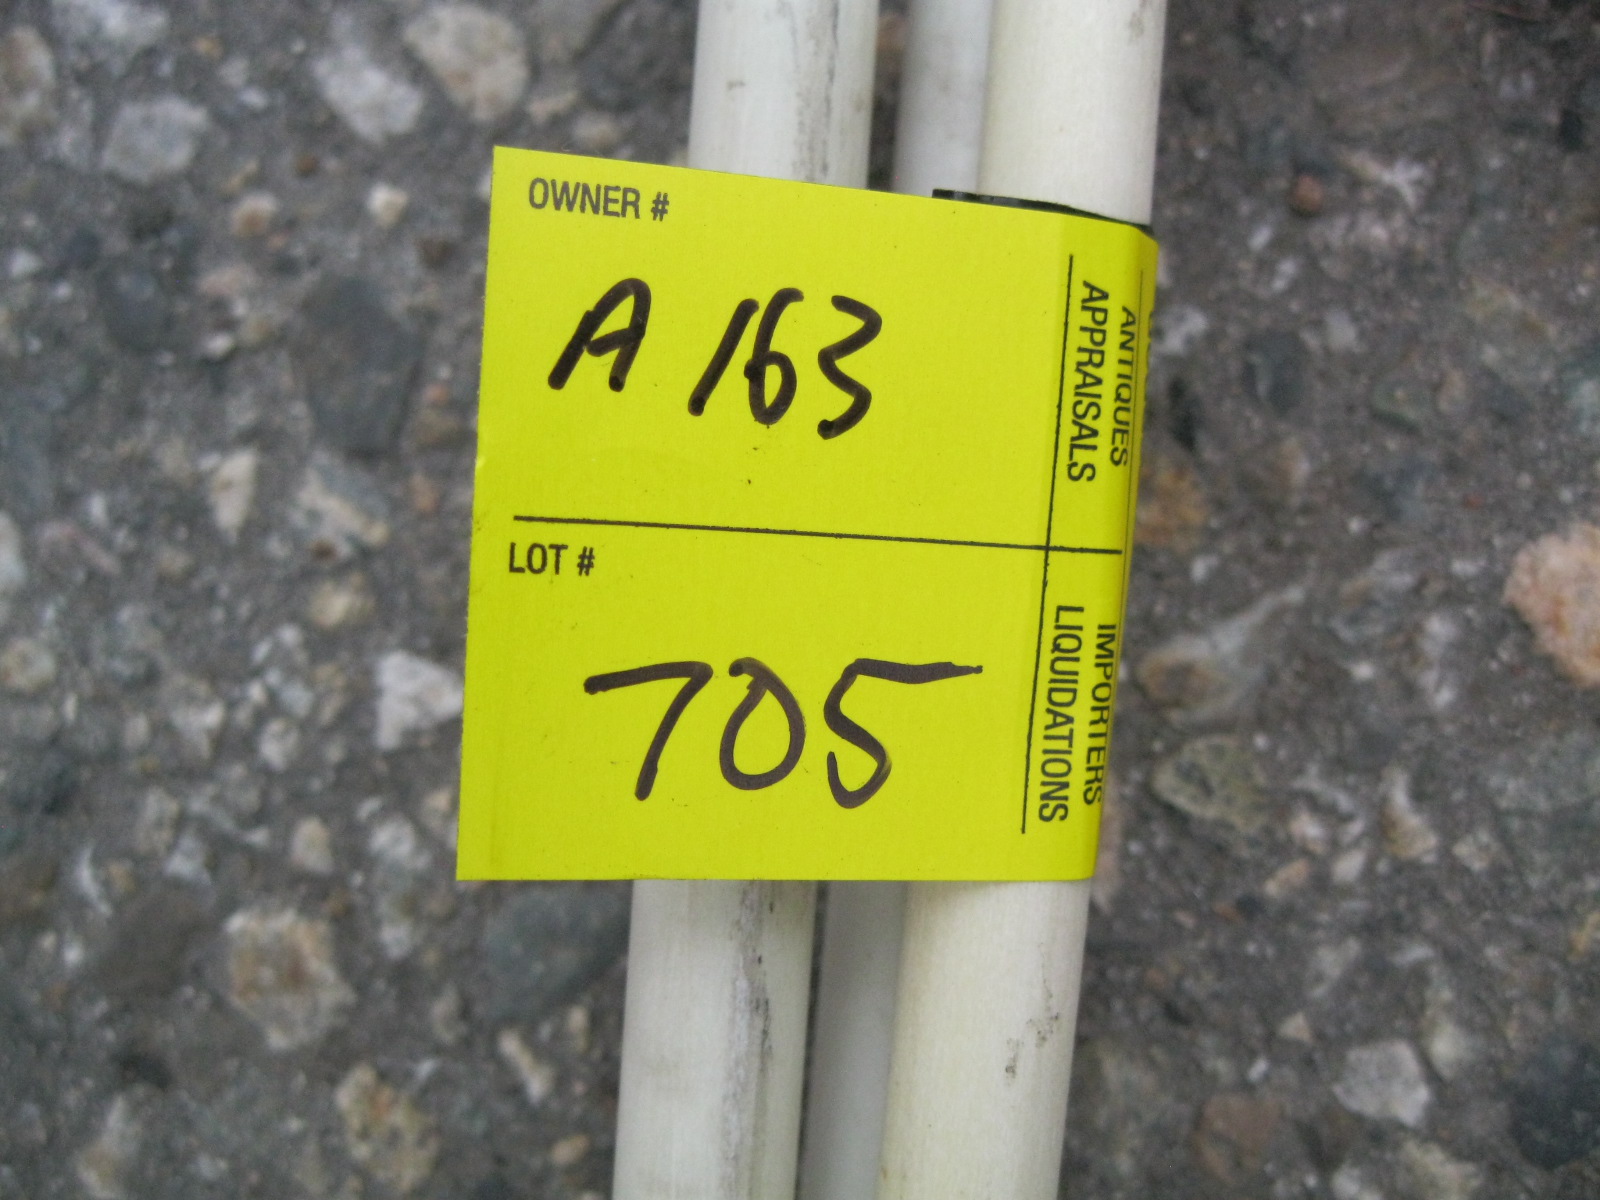 OWNER #
A 163
LOT #
705
ANTIQUES
APPRAISALS
IMPORTERS
LIQUIDATIONS